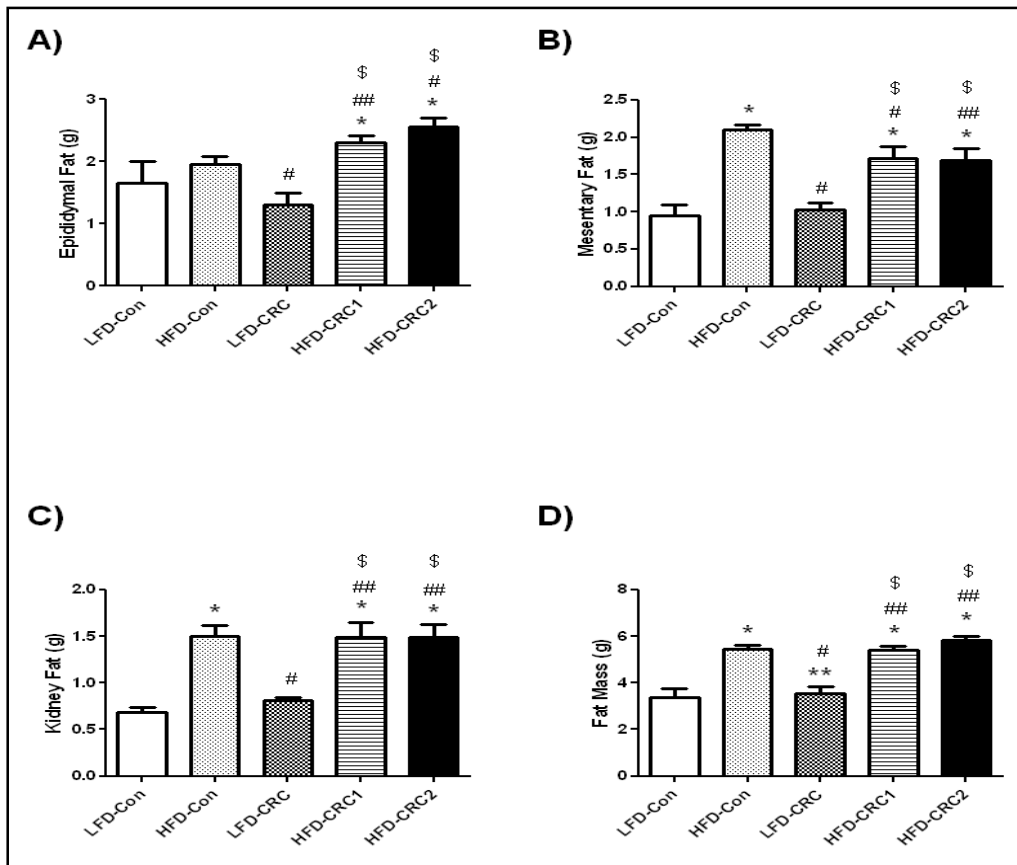 A)
$
$
##
#
*
*
#
3
2
1
0
Epididymal Fat (g)
LFD-Con
HFD-Con
LFD-CRC
HFD-CRC1
HFD-CRC2
B)
$
$
*
#
##
*
*
#
2.5
2.0
1.5
1.0
0.5
0.0
Mesentary Fat (g)
LFD-Con
HFD-Con
LFD-CRC
HFD-CRC1
HFD-CRC2
C)
$
$
##
##
*
*
*
#
2.0
1.5
1.0
0.5
0.0
Kidney Fat (g)
LFD-Con
HFD-Con
LFD-CRC
HFD-CRC1
HFD-CRC2
D)
$
$
##
##
*
*
*
#
**
8
6
4
2
0
Fat Mass (g)
LFD-Con
HFD-Con
LFD-CRC
HFD-CRC1
HFD-CRC2